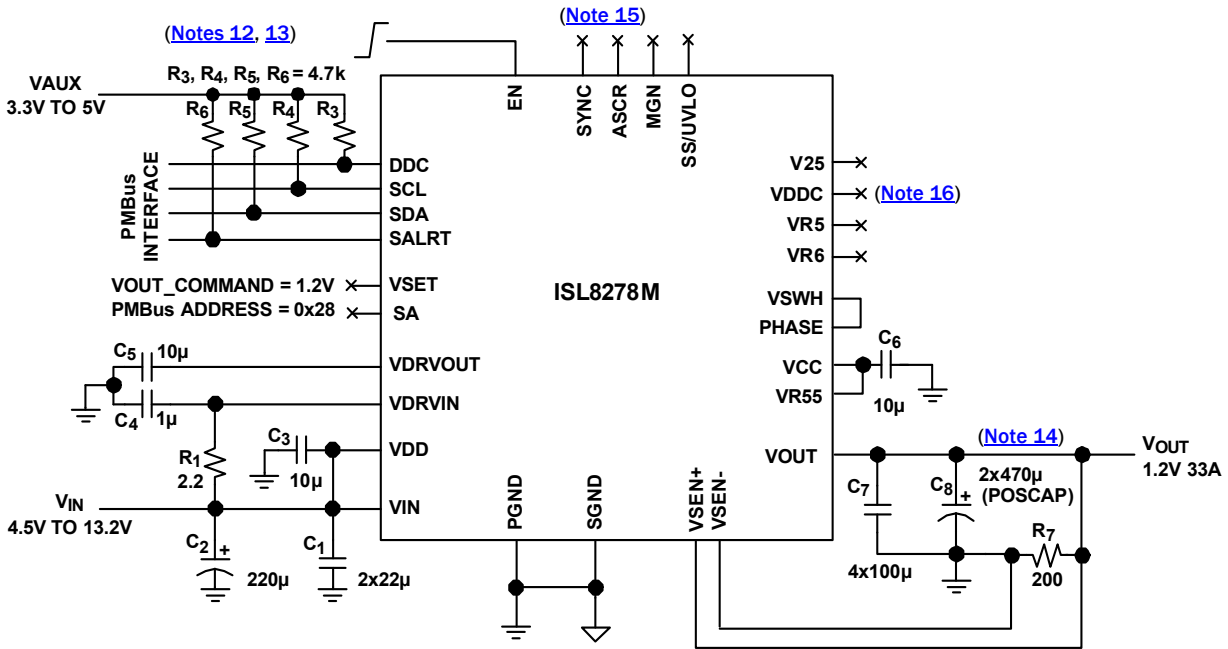 (Notes 12, 13)
(Note 15)
R3, R4, R5, R6 = 4.7k
VAUX
3.3V TO 5V
R6
R5
R4
R3
EN
SYNC
ASCR
MGN
SS/UVLO
PMBus
INTERFACE
DDC
SCL
SDA
SALRT
V25
VDDC
(Note 16)
VR5
VR6
VOUT_COMMAND = 1.2V
VSET
PMBus ADDRESS = 0x28
SA
ISL8278M
VSWH
PHASE
C5
10µ
VDRVOUT
C4
1µ
VDRVIN
VCC
VR55
C6
10µ
R1
2.2
C3
10µ
VDD
VIN
VIN
4.5V TO 13.2V
C2
+
220µ
C1
2x22µ
PGND
SGND
VSEN+
VSEN-
VOUT
(Note 14)
VOUT
1.2V 33A
C7
4x100µ
C8
+
2x470µ
(POSCAP)
R7
200